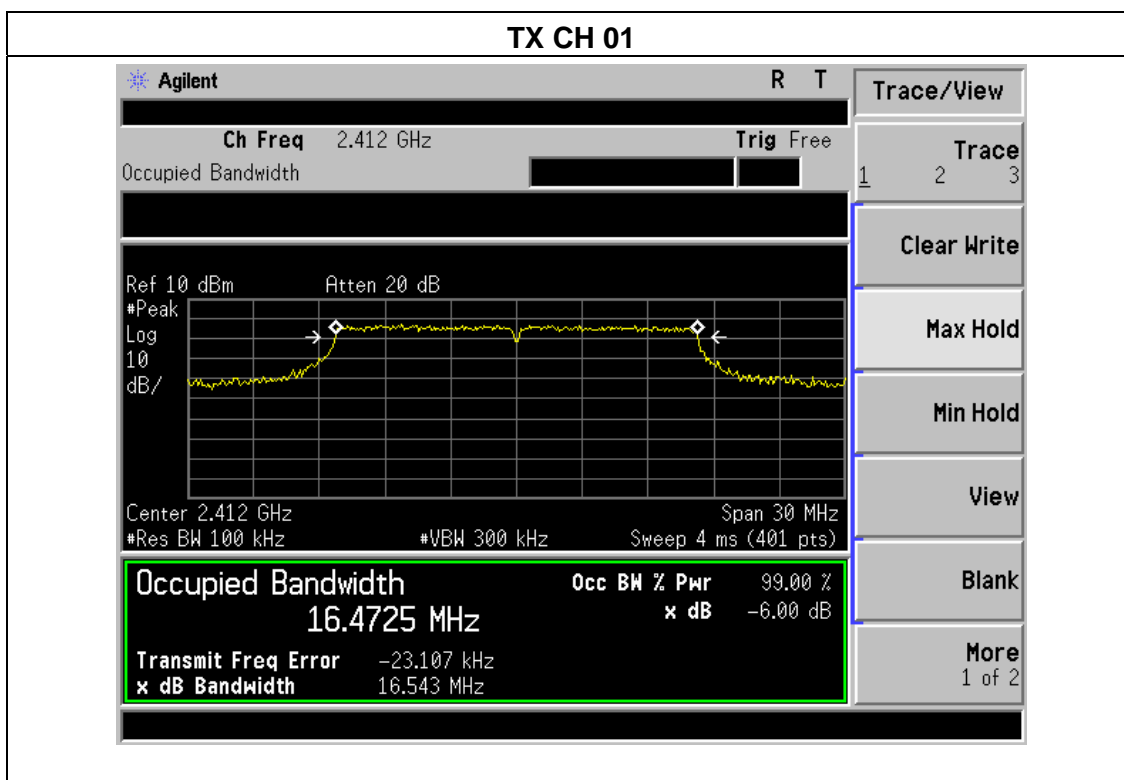 TX CH 01
Agilent R T
Trace/View
Ch Freq 2.412 GHz Trig Free
Occupied Bandwidth
Trace
1 2 3
Clear Write
Ref 10 dBm Atten 20 dB
#Peak
Log
10
dB/
Max Hold
Min Hold
View
Center 2.412 GHz Span 30 MHz
#Res BW 100 kHz #VBW 300 kHz Sweep 4 ms (401 pts)
Occupied Bandwidth Occ BW % Pwr 99.00 %
16.4725 MHz x dB -6.00 dB
Blank
Transmit Freq Error -23.107 kHz
x dB Bandwidth 16.543 MHz
More
1 of 2